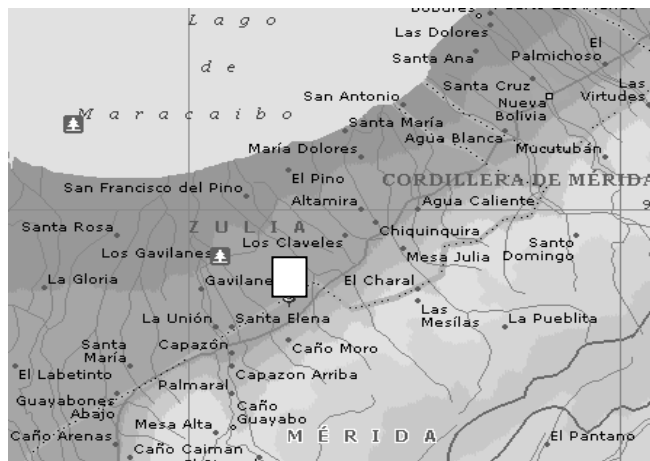 Lago
Bobures
Las Dolores
El
Palmichoso
Santa Ana
de
Santa Cruz
Las
Virtudes
San Antonio
Nueva
Bolivia
Maracaibo
Santa María
Agua Blanca
María Dolores
Mucutubán
El Pino
CORDILLERA DE MÉRIDA
San Francisco del Pino
Altamira
Agua Caliente
9
Santa Rosa
ZULIA
Chiquinquira
Los Claveles
Los Gavilanes
Mesa Julia
Santo
Domingo
La Gloria
Gavilane
El Charal
Las
Mesílas
La Unión
Santa Elena
La Pueblita
Santa
María
Capazón
Caño Moro
El Labetinto
Palmaral
Capazon Arriba
Guayabones
Abajo
Caño
Guayabo
Mesa Alta
MÉRIDA
Caño Arenas
El Pantano
Caño Caiman